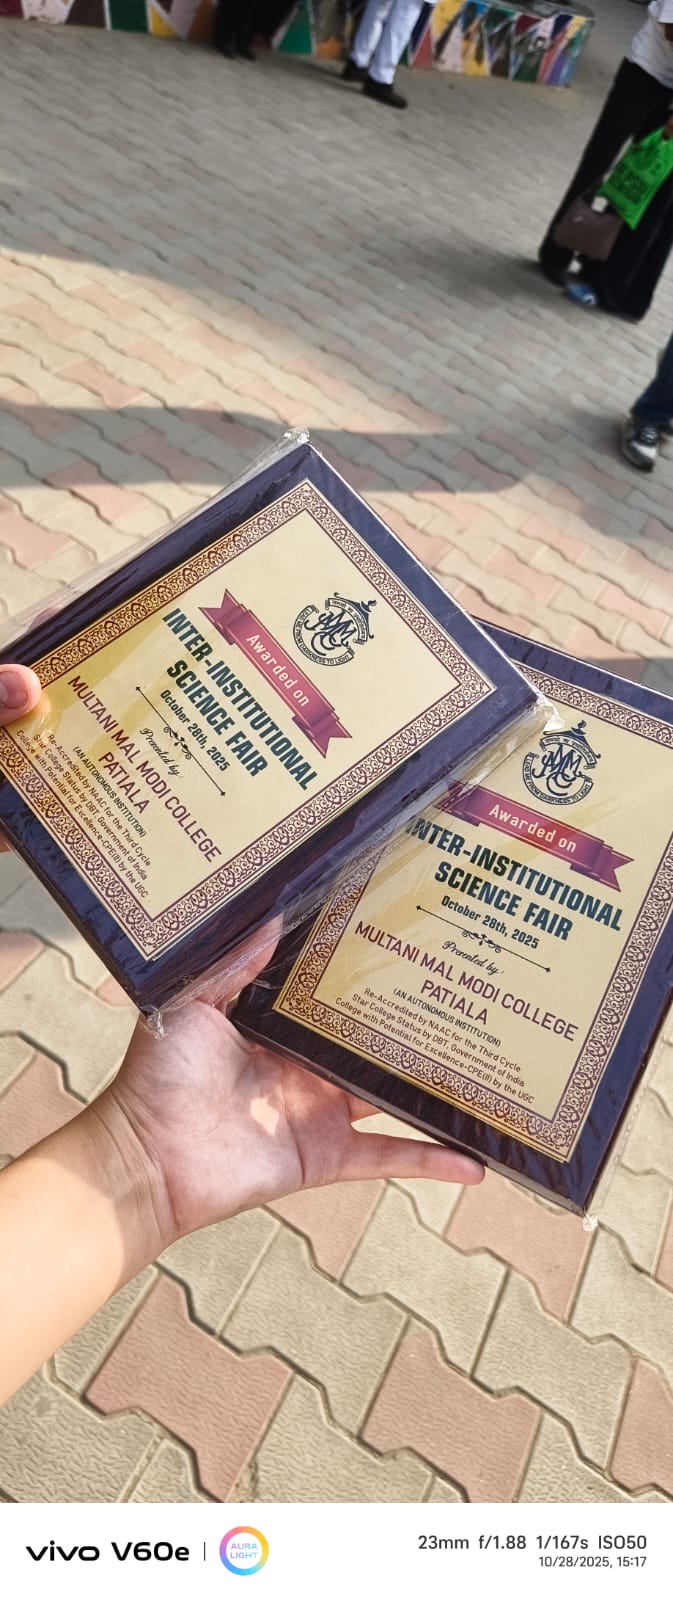 Awarded on
INTER-INSTITUTIONAL
SCIENCE FAIR
October 28th, 2025
Presented by :
MULTANI MAL MODI COLLEGE
PATIALA
(AN AUTONOMOUS INSTITUTION)
Re-Accredited by NAAC for the Third Cycle
Star College Status by DBT, Government of India
College with Potential for Excellence-CPE(II) by the UGC
Awarded on
INTER-INSTITUTIONAL
SCIENCE FAIR
October 28th, 2025
Presented by :
MULTANI MAL MODI COLLEGE
PATIALA
(AN AUTONOMOUS INSTITUTION)
Re-Accredited by NAAC for the Third Cycle
Star College Status by DBT, Government of India
College with Potential for Excellence-CPE(II) by the UGC
vivo V60e | AURA LIGHT
23mm f/1.88 1/167s ISO50
10/28/2025, 15:17